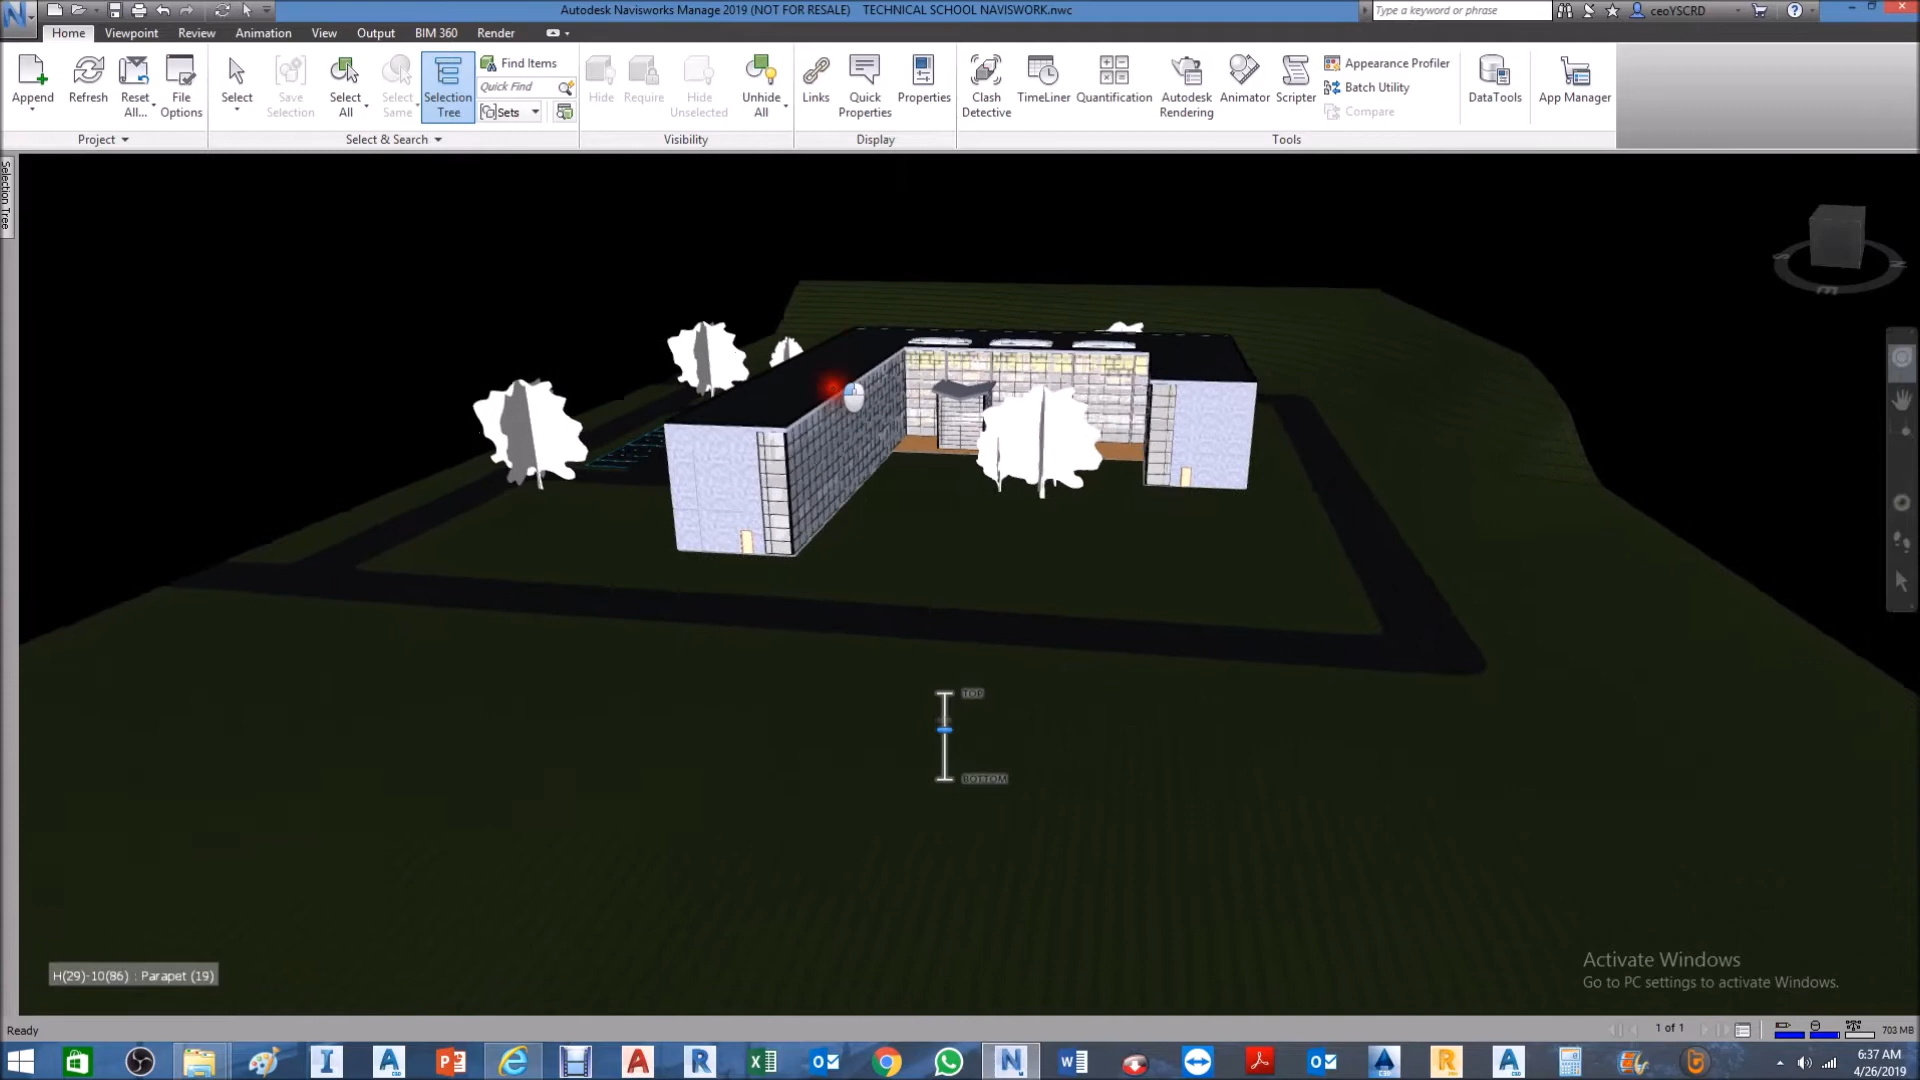 Autodesk Navisworks Manage 2019 (NOT FOR RESALE) TECHNICAL SCHOOL NAVISWORK.nwc
Type a keyword or phrase
ceoYSCRD
Home Viewpoint Review Animation View Output BIM 360 Render
Append
Refresh
Reset All...
File Options
Select
Save Selection
Select All
Select Same
Selection Tree
Find Items
Quick Find
Sets
Hide
Require
Hide Unselected
Unhide All
Links
Quick Properties
Properties
Clash Detective
TimeLiner
Quantification
Autodesk Rendering
Animator
Scripter
Appearance Profiler
Batch Utility
Compare
DataTools
App Manager
Project
Select & Search
Visibility
Display
Tools
Selection Tree
S
N
E
TOP
BOTTOM
H(29)-10(86) : Parapet (19)
Activate Windows
Go to PC settings to activate Windows.
Ready
1 of 1
703 MB
6:37 AM
4/26/2019